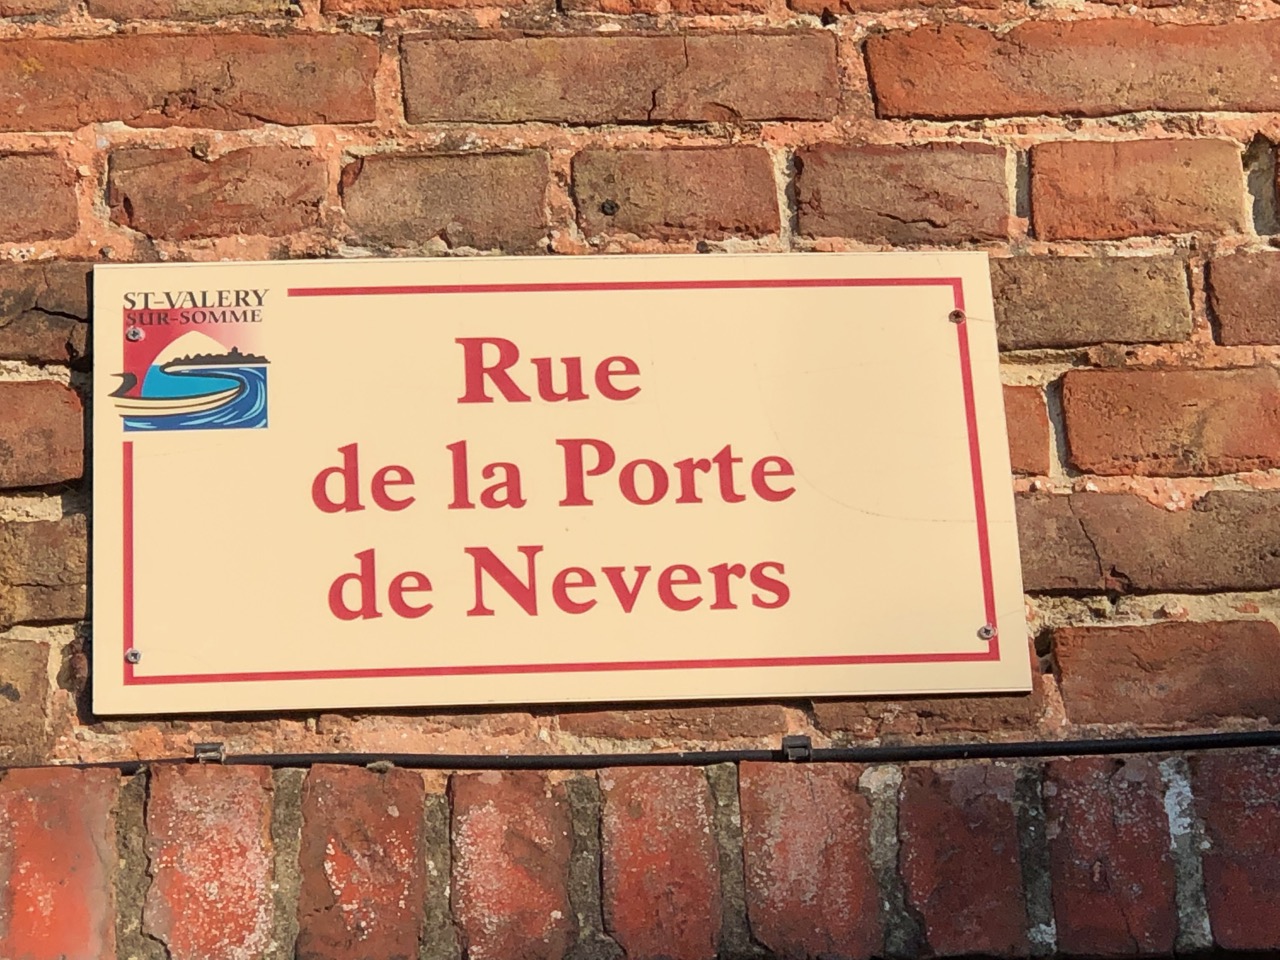 ST-VALERY
SUR-SOMME
Rue
de la Porte
de Nevers